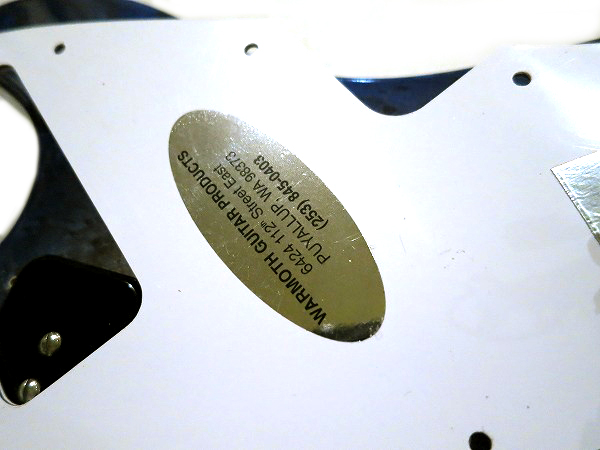 WARMOTH GUITAR PRODUCTS
6424 112th Street East
PUYALLUP, WA 98373
(253) 845-0403